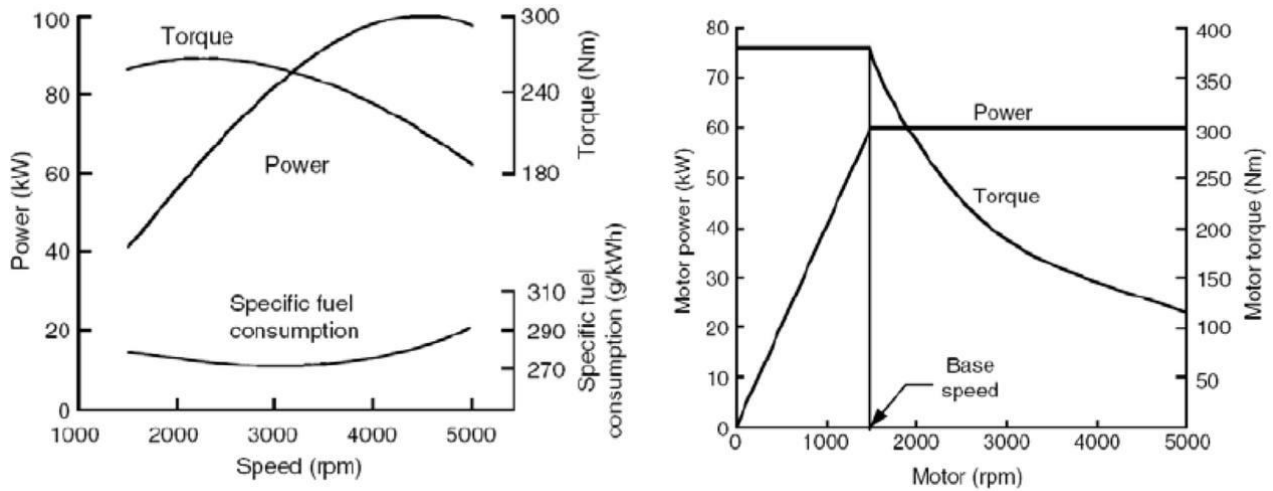 100
80
60
40
20
0
Power (kW)
Torque
Power
Specific fuel
consumption
300
240
180
Torque (Nm)
310
290
270
Specific fuel
consumption (g/kWh)
1000
2000
3000
4000
5000
Speed (rpm)
80
70
60
50
40
30
20
10
0
Motor power (kW)
Power
Torque
Base
speed
400
380
350
300
250
200
150
100
50
Motor torque (Nm)
0
1000
2000
3000
4000
5000
Motor (rpm)